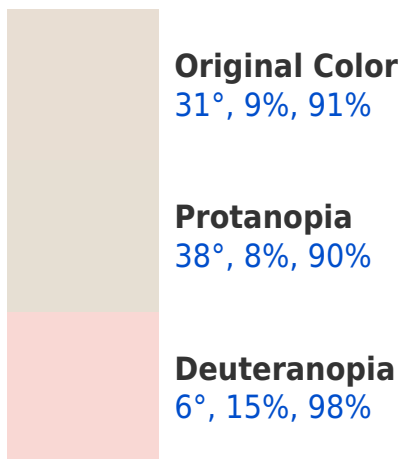 Original Color
31°, 9%, 91%
Protanopia
38°, 8%, 90%
Deuteranopia
6°, 15%, 98%